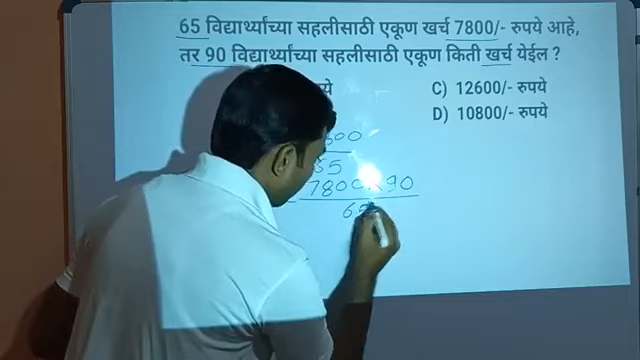 65 विद्यार्थ्यांच्या सहलीसाठी एकूण खर्च 7800/- रुपये आहे,
तर 90 विद्यार्थ्यांच्या सहलीसाठी एकूण किती खर्च येईल ?
C) 12600/- रुपये
D) 10800/- रुपये
65
7800 x 90
65